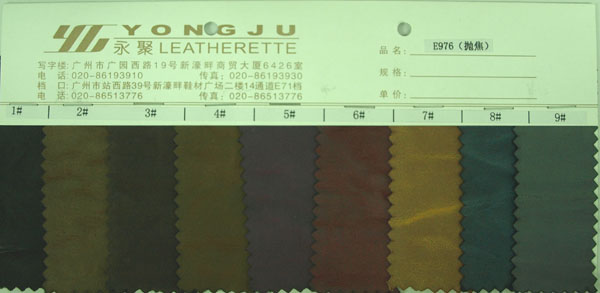 YONGJU
永聚 LEATHERETTE
写字楼: 广州市广园西路19号新濠畔商贸大厦6426室
电话: 020-86193910 传真: 020-86193930
档口: 广州市站西路39号新濠畔鞋材广场二楼14通道E71档
电话: 020-86513776 传真: 020-86513776
品名: E976 (抛焦)
规格:
单价:
1# 2# 3# 4# 5# 6# 7# 8# 9#